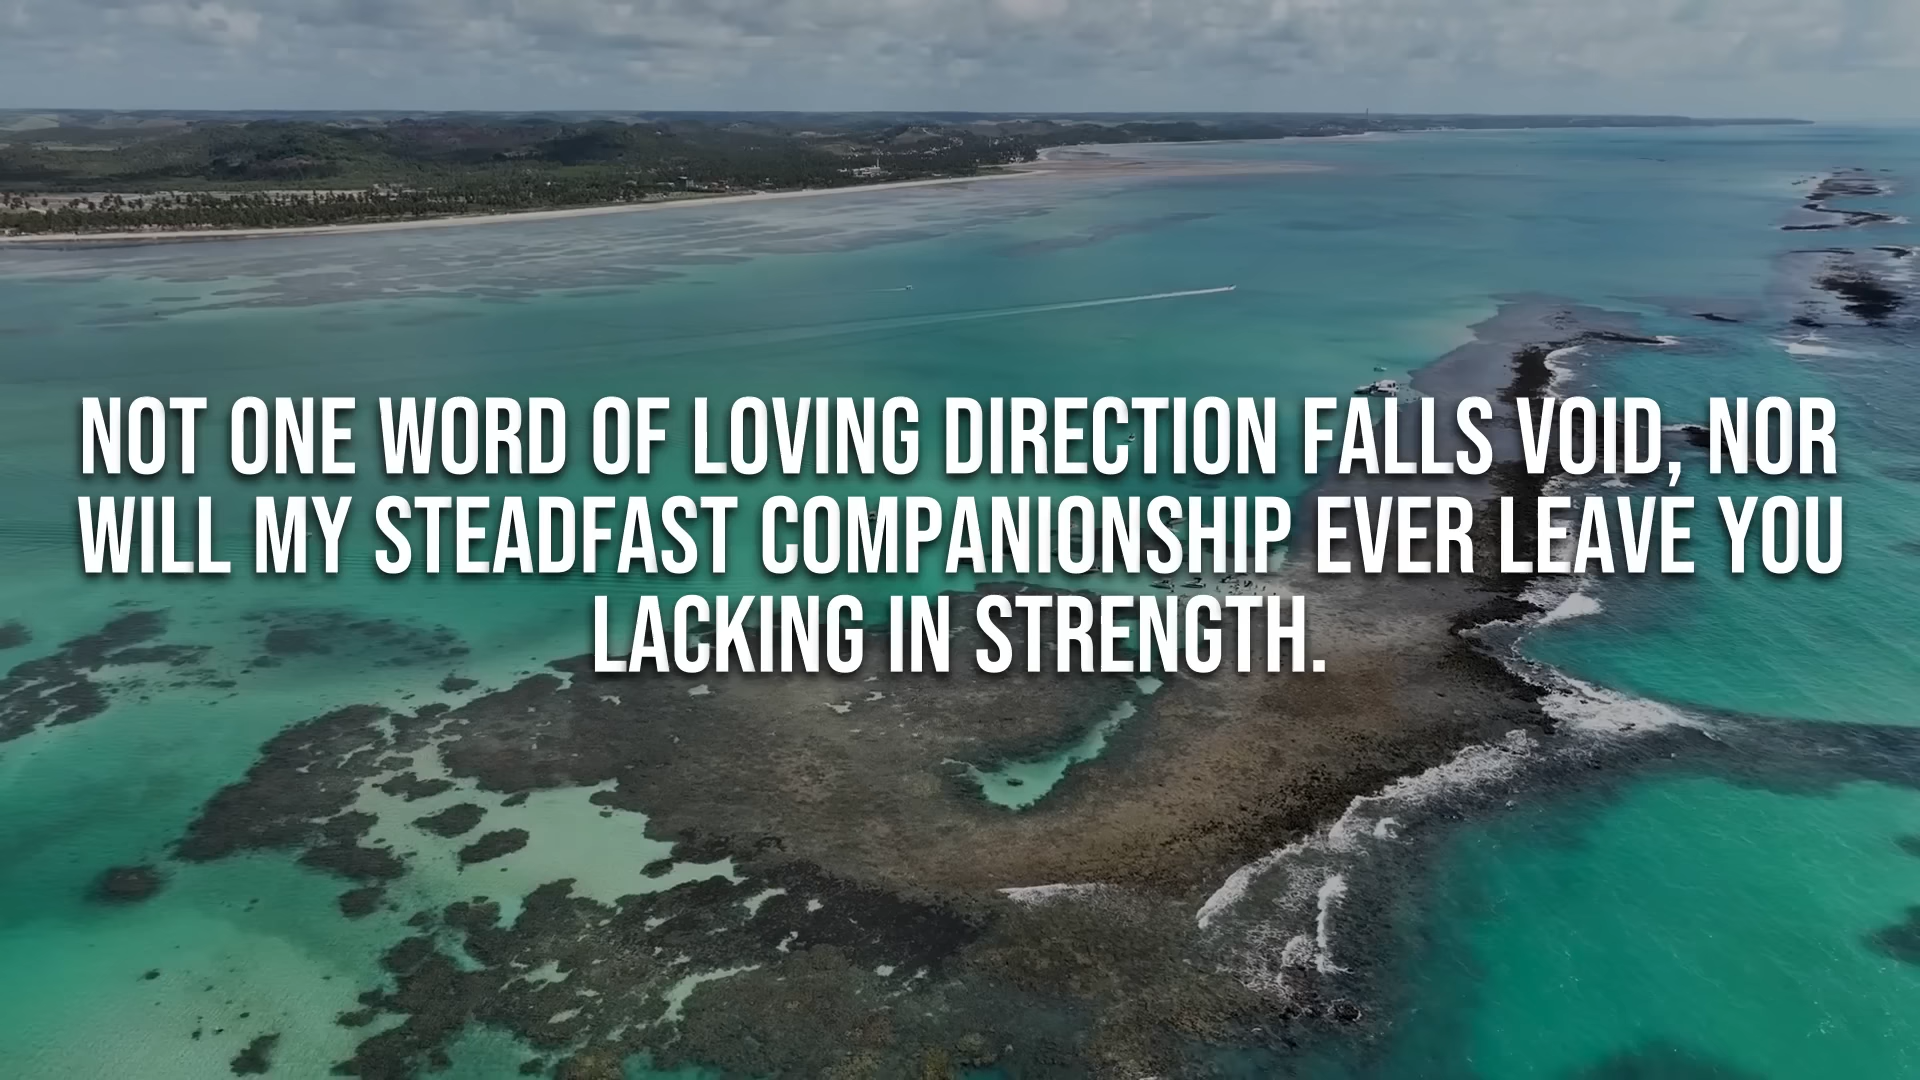 NOT ONE WORD OF LOVING DIRECTION FALLS VOID, NOR
WILL MY STEADFAST COMPANIONSHIP EVER LEAVE YOU
LACKING IN STRENGTH.